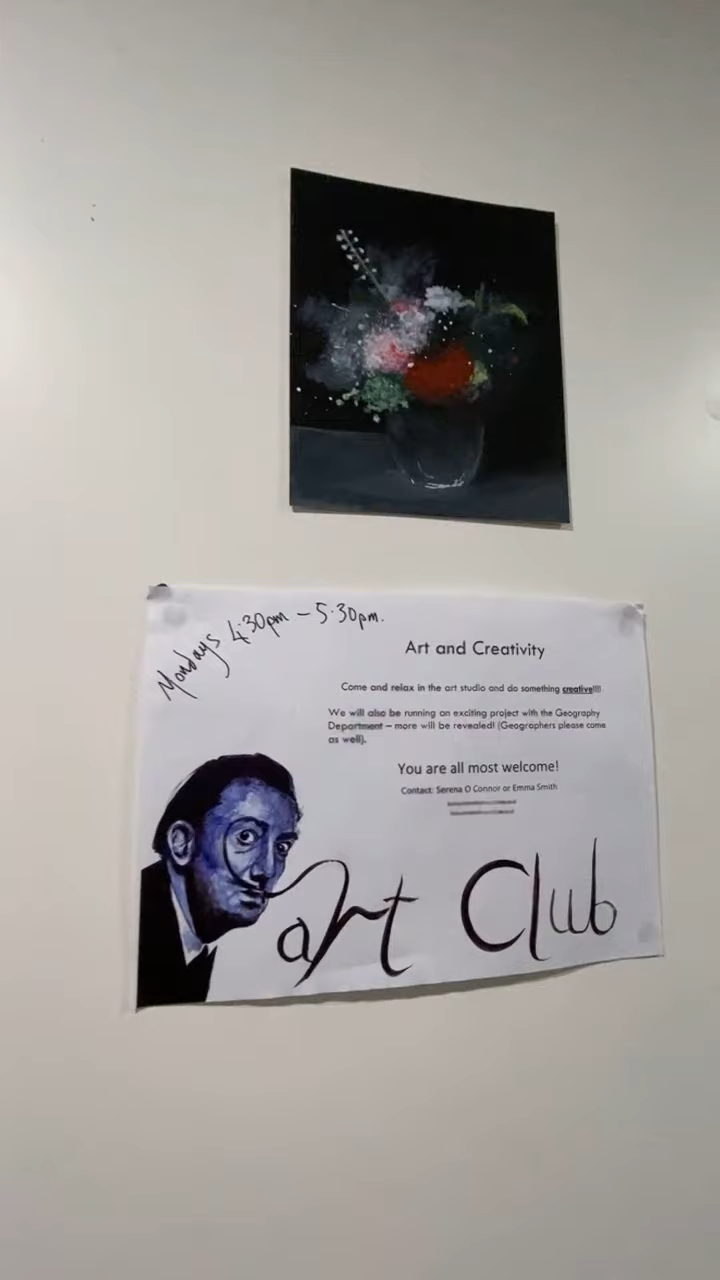 Mondays 4:30pm – 5·30pm.
Art and Creativity
Come and relax in the art studio and do something creative!!!!
We will also be running an exciting project with the Geography
Department – more will be revealed! (Geographers please come
as well).
You are all most welcome!
Contact: Serena O Connor or Emma Smith
art Club